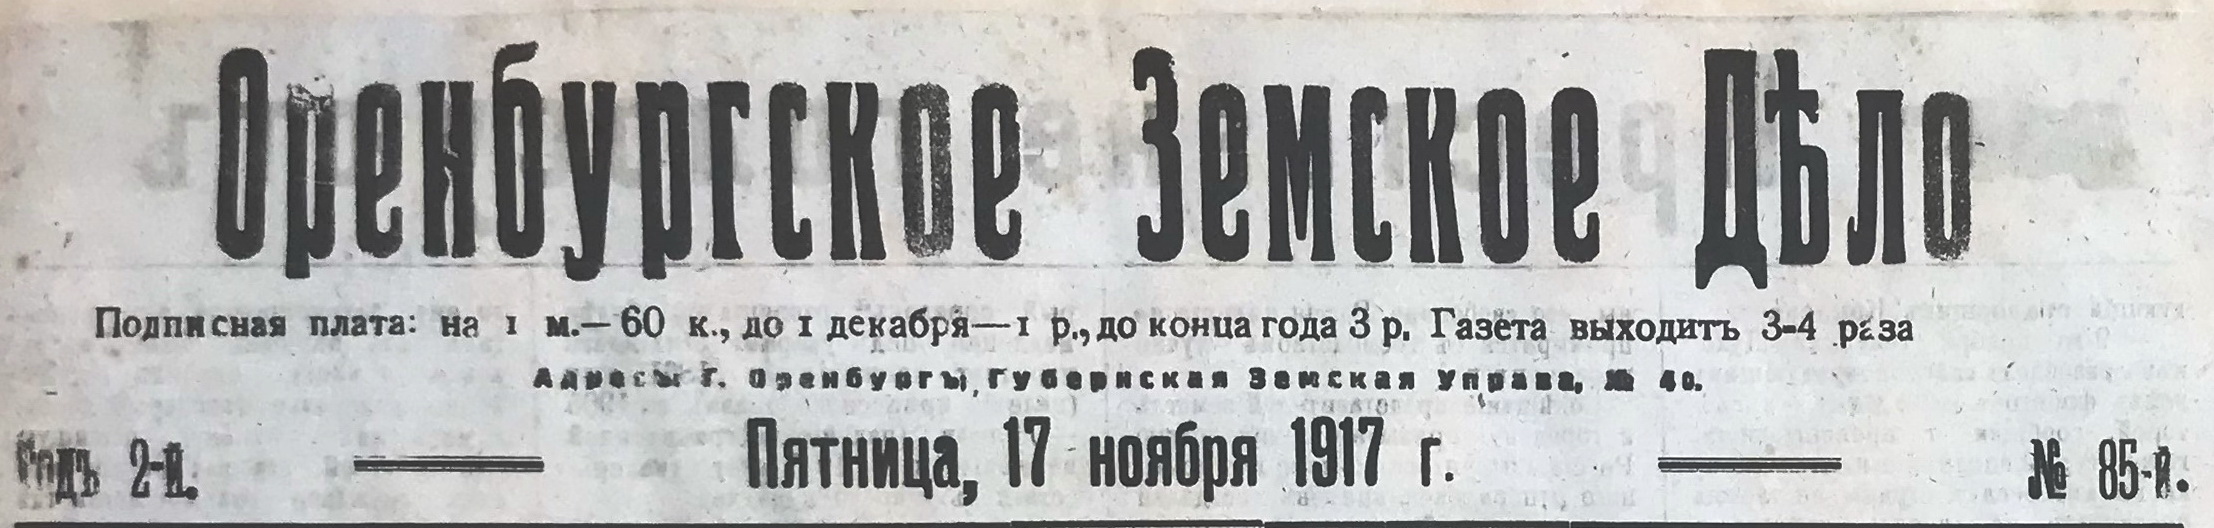 Оренбургское Земское Дѣло
Подписная плата: на 1 м.—60 к., до 1 декабря—1 р., до конца года 3 р. Газета выходитъ 3-4 раза
Адресъ: г. Оренбургъ, Губернская Земская Управа, № 40.
Годъ 2-й. Пятница, 17 ноября 1917 г. № 85-й.